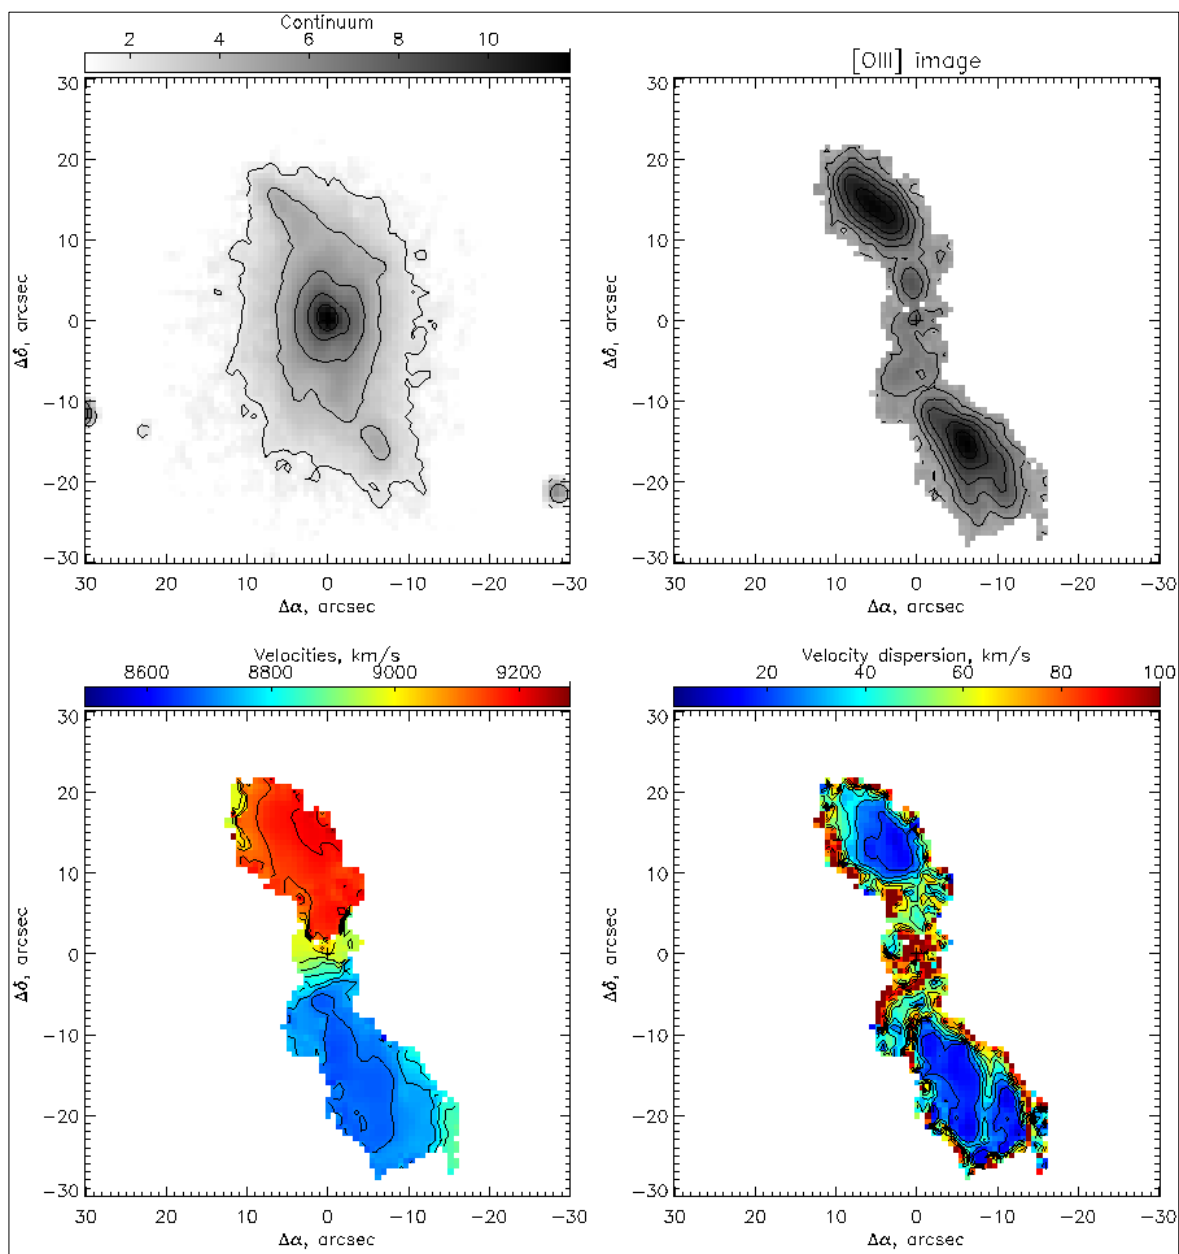 Continuum
2 4 6 8 10
[OIII] image
30 30
20 20
10 10
0 0
−10 −10
−20 −20
−30 −30
Δδ, arcsec Δδ, arcsec
30 20 10 0 −10 −20 −30 30 20 10 0 −10 −20 −30
Δα, arcsec Δα, arcsec
Velocities, km/s Velocity dispersion, km/s
8600 8800 9000 9200 20 40 60 80 100
30 30
20 20
10 10
0 0
−10 −10
−20 −20
−30 −30
Δδ, arcsec Δδ, arcsec
30 20 10 0 −10 −20 −30 30 20 10 0 −10 −20 −30
Δα, arcsec Δα, arcsec